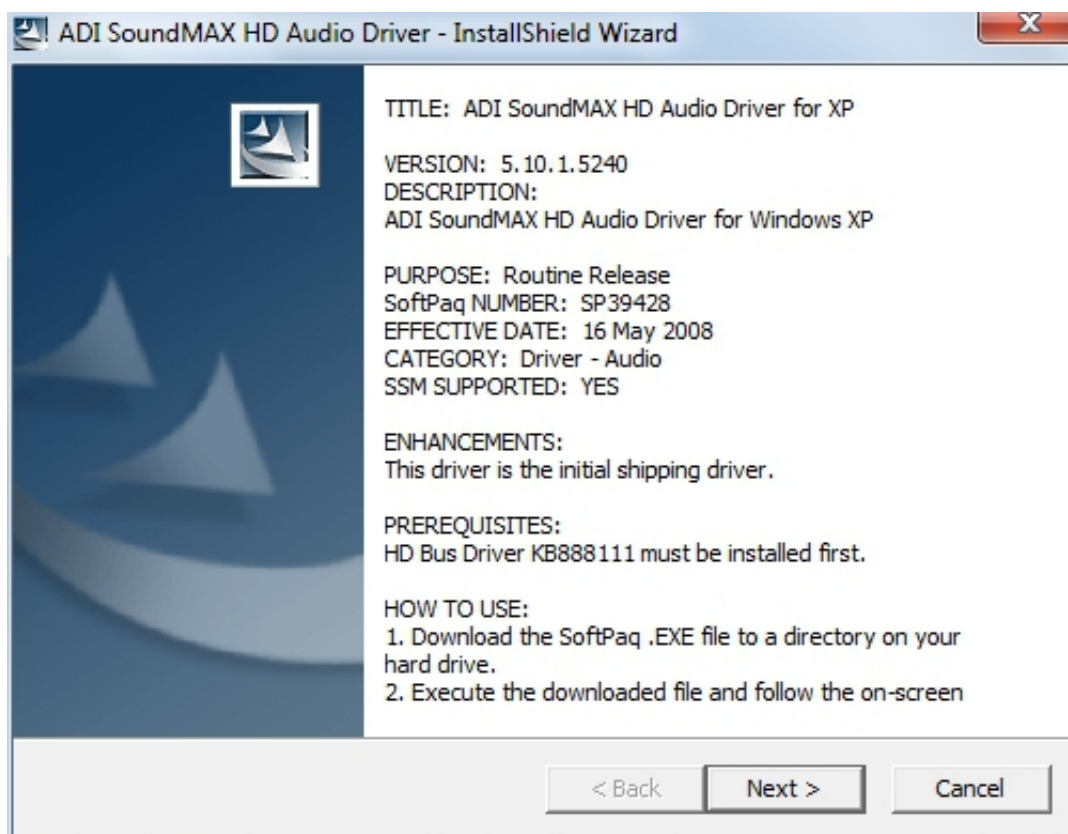 ADI SoundMAX HD Audio Driver - InstallShield Wizard
X
TITLE: ADI SoundMAX HD Audio Driver for XP
VERSION: 5.10.1.5240
DESCRIPTION:
ADI SoundMAX HD Audio Driver for Windows XP
PURPOSE: Routine Release
SoftPaq NUMBER: SP39428
EFFECTIVE DATE: 16 May 2008
CATEGORY: Driver - Audio
SSM SUPPORTED: YES
ENHANCEMENTS:
This driver is the initial shipping driver.
PREREQUISITES:
HD Bus Driver KB888111 must be installed first.
HOW TO USE:
1. Download the SoftPaq .EXE file to a directory on your
hard drive.
2. Execute the downloaded file and follow the on-screen
< Back Next > Cancel